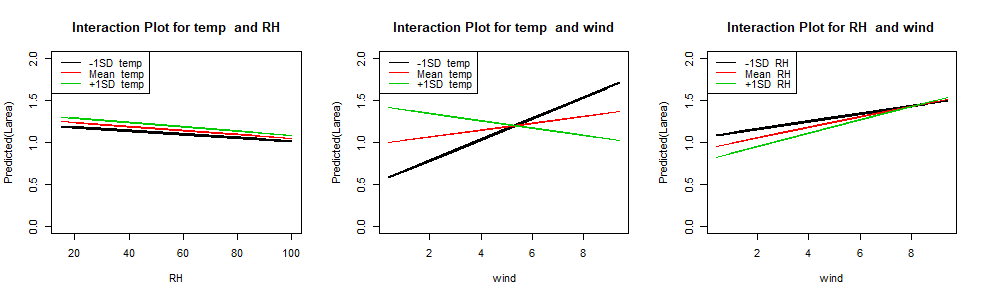 Interaction Plot for temp and RH
-1SD temp
Mean temp
+1SD temp
Predicted(Larea)
2.0
1.5
1.0
0.5
0.0
20 40 60 80 100
RH
Interaction Plot for temp and wind
-1SD temp
Mean temp
+1SD temp
Predicted(Larea)
2.0
1.5
1.0
0.5
0.0
2 4 6 8
wind
Interaction Plot for RH and wind
-1SD RH
Mean RH
+1SD RH
Predicted(Larea)
2.0
1.5
1.0
0.5
0.0
2 4 6 8
wind